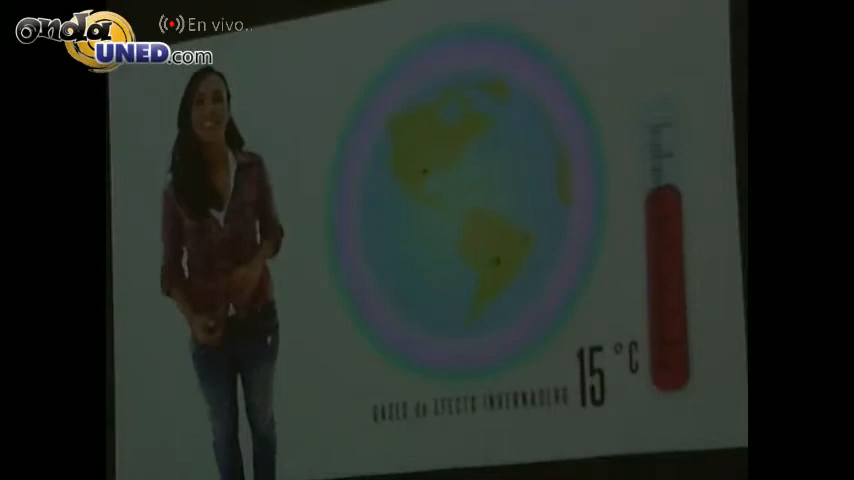 onda
UNED.com
En vivo..
15 °C
GASES de EFECTO INVERNADERO